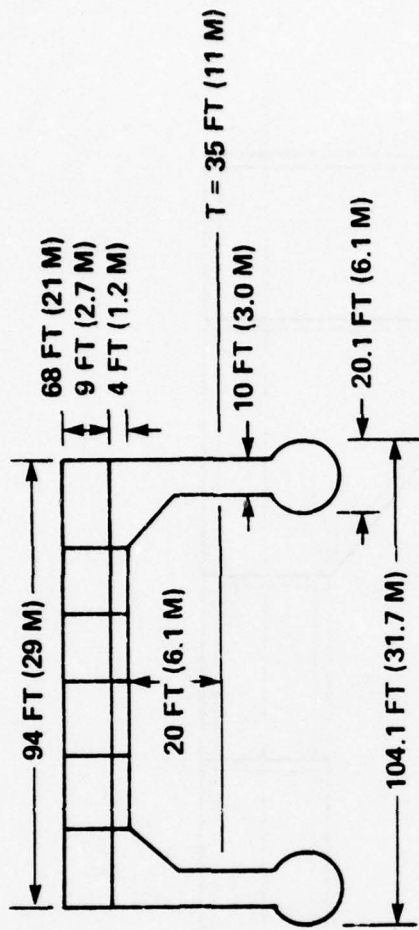 94 FT (29 M)
68 FT (21 M)
9 FT (2.7 M)
4 FT (1.2 M)
20 FT (6.1 M)
T = 35 FT (11 M)
10 FT (3.0 M)
20.1 FT (6.1 M)
104.1 FT (31.7 M)